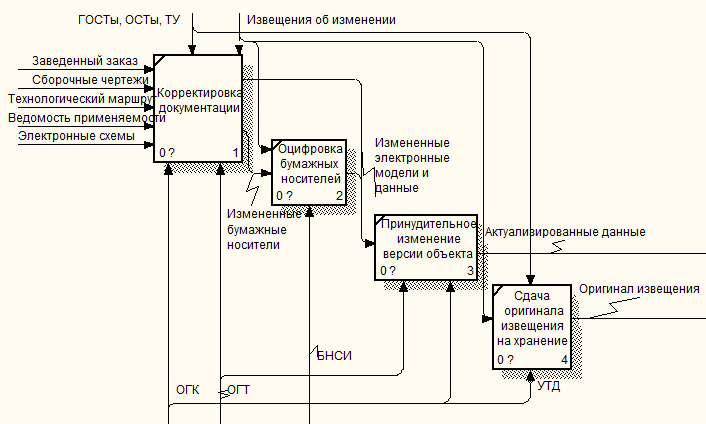 ГОСТы, ОСТы, ТУ
Извещения об изменении
Заведенный заказ
Сборочные чертежи
Технологический маршрут
Ведомость применяемости
Электронные схемы
Корректировка
документации
0 ?
1
Оцифровка
бумажных
носителей
0 ?
2
Измененные
электронные
модели и
данные
Измененные
бумажные
носители
Принудительное
изменение
версии объекта
0 ?
3
Актуализированные данные
Сдача
оригинала
извещения
на хранение
0 ?
4
Оригинал извещения
БНСИ
ОГК
ОГТ
УТД